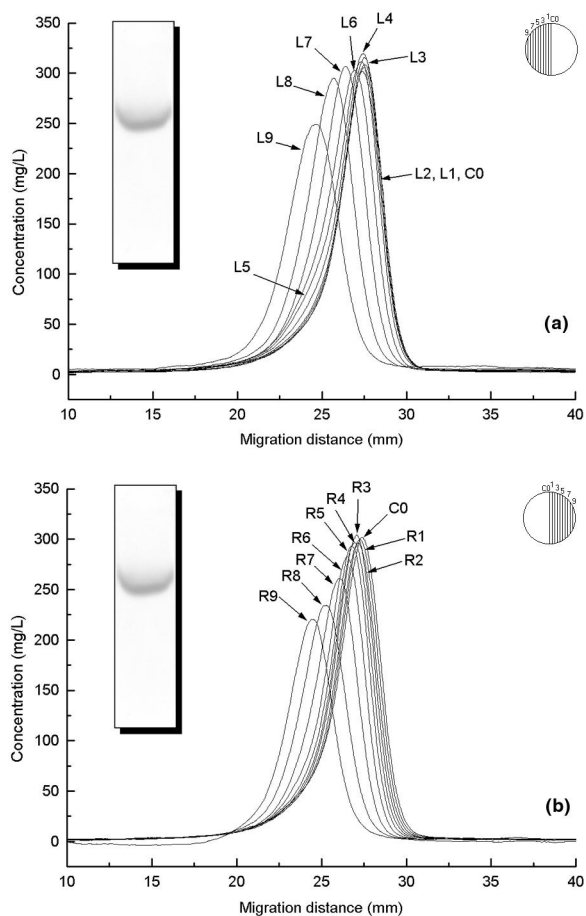 350
300
250
200
150
100
50
0
Concentration (mg/L)
L4
L6
L3
L7
L8
L9
L2, L1, C0
L5
9 7 5 3 1 C0
(a)
10 15 20 25 30 35 40
Migration distance (mm)
350
300
250
200
150
100
50
0
Concentration (mg/L)
R3
R4
C0
R5
R1
R6
R2
R7
R8
R9
C0 1 3 5 7 9
(b)
10 15 20 25 30 35 40
Migration distance (mm)